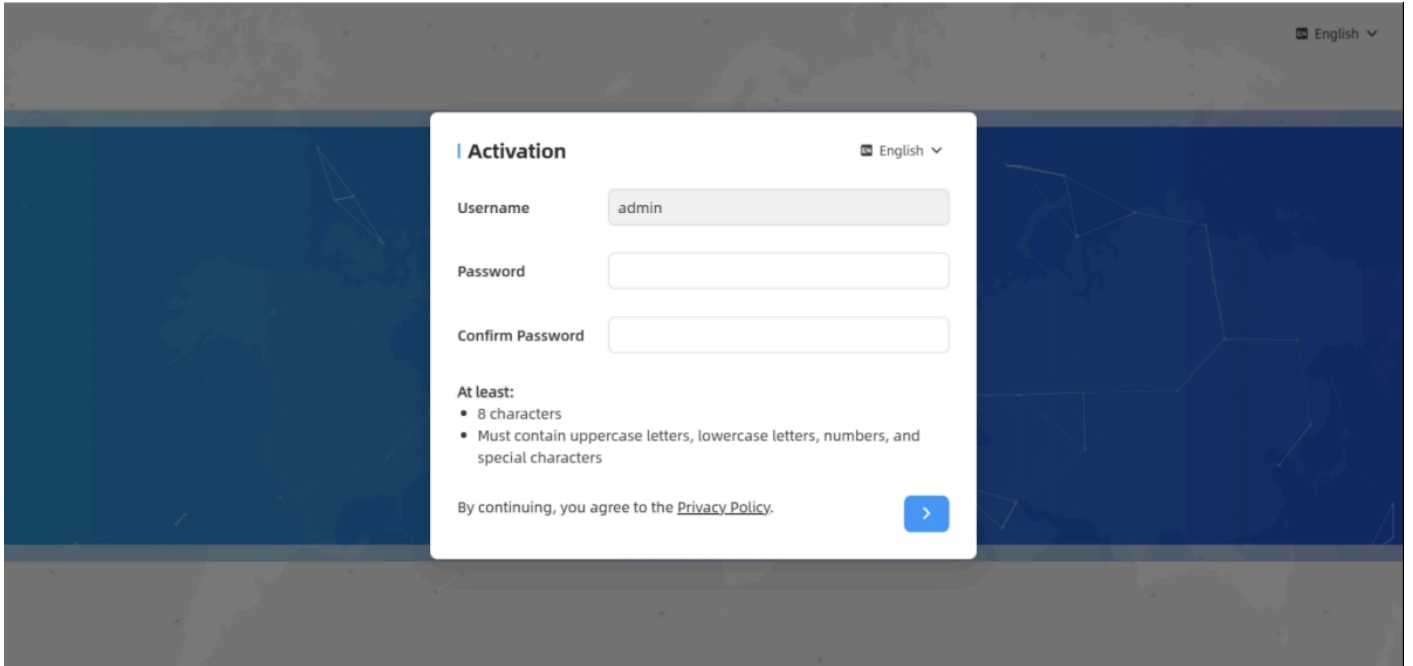 English
Activation
English
Username
admin
Password
Confirm Password
At least:
• 8 characters
• Must contain uppercase letters, lowercase letters, numbers, and
special characters
By continuing, you agree to the Privacy Policy.